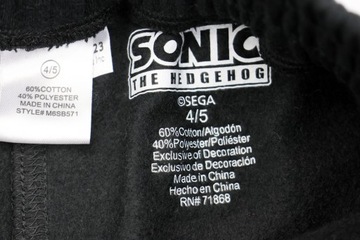 23
4/5
60%COTTON
40% POLYESTER
MADE IN CHINA
STYLE# M6SB571
SONIC
THE HEDGEHOG
©SEGA
4/5
60%Cotton/Algodón
40%Polyester/Poliéster
Exclusive of Decoration
Exclusivo de Decoración
Made in China
Hecho en China
RN# 71868